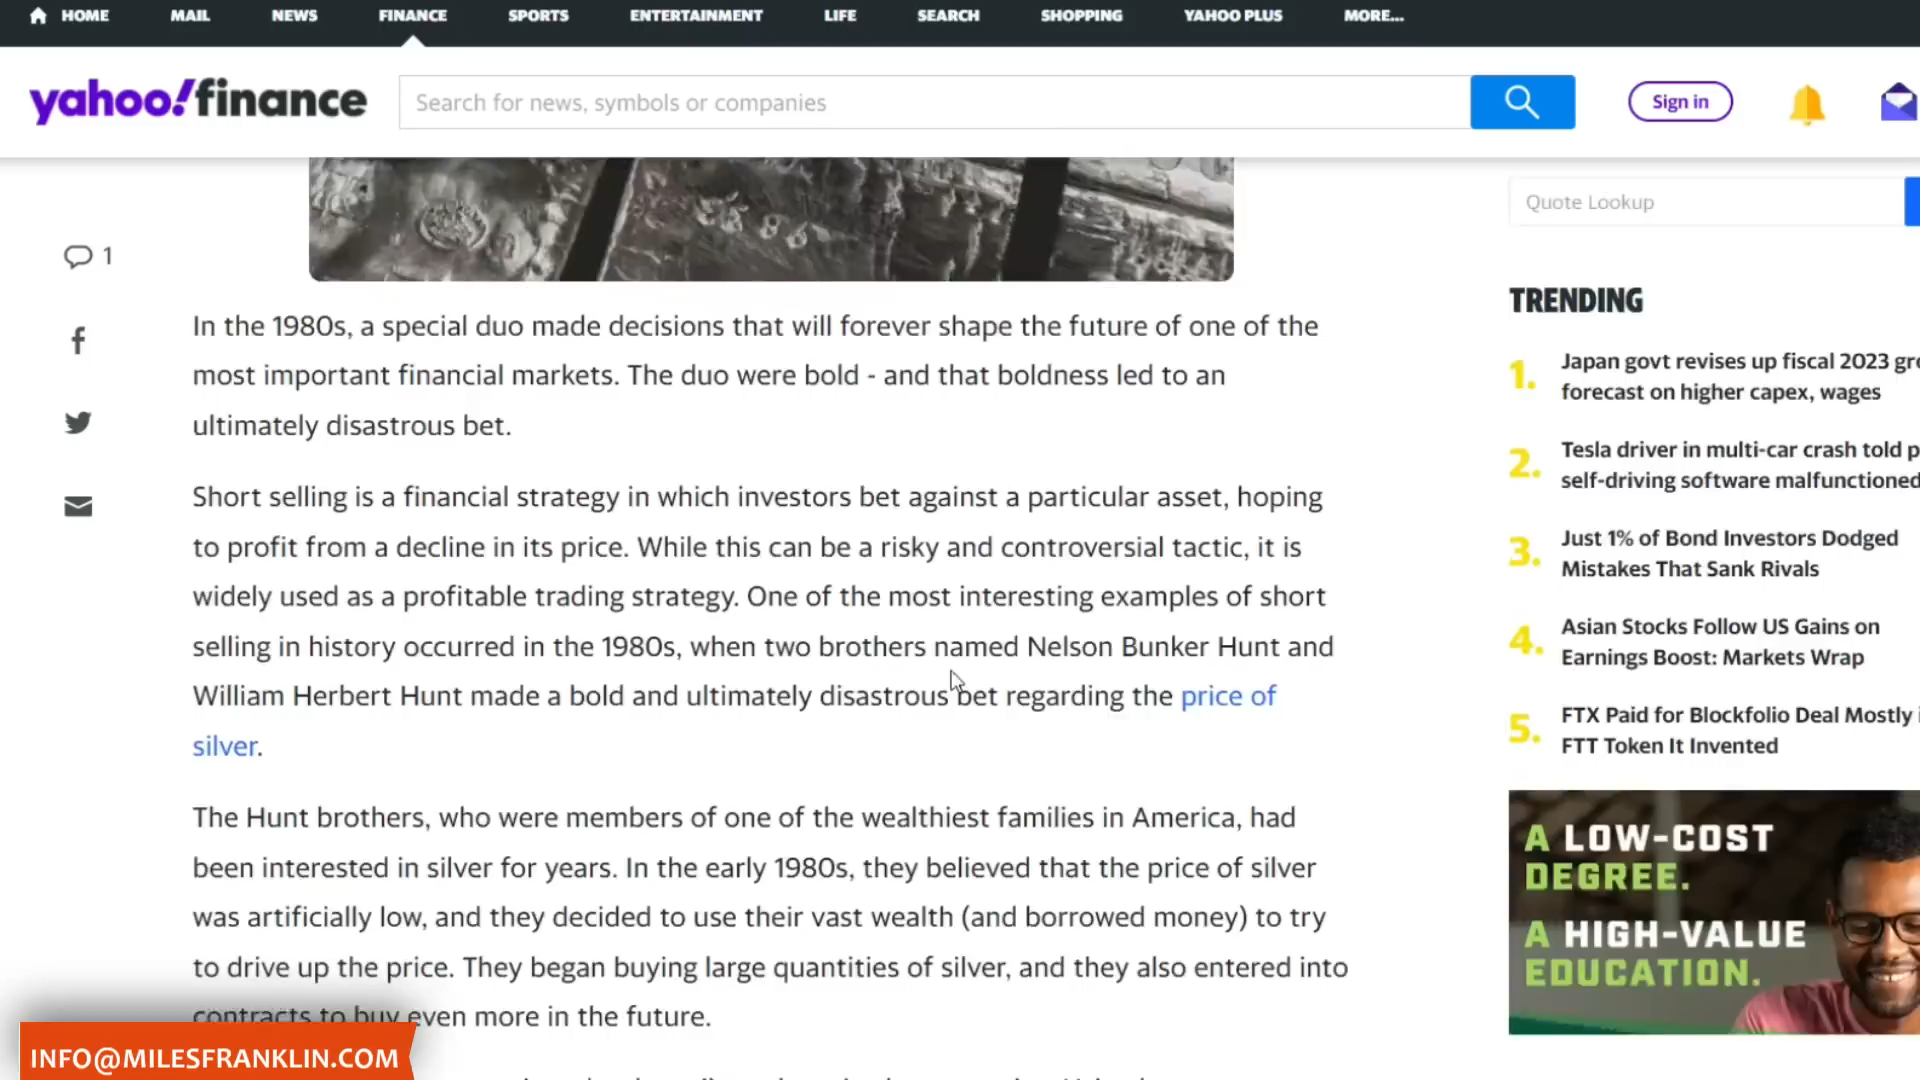 HOME MAIL NEWS FINANCE SPORTS ENTERTAINMENT LIFE SEARCH SHOPPING YAHOO PLUS MORE...
yahoo!finance
Search for news, symbols or companies
Sign in
Quote Lookup
1
In the 1980s, a special duo made decisions that will forever shape the future of one of the
most important financial markets. The duo were bold - and that boldness led to an
ultimately disastrous bet.
Short selling is a financial strategy in which investors bet against a particular asset, hoping
to profit from a decline in its price. While this can be a risky and controversial tactic, it is
widely used as a profitable trading strategy. One of the most interesting examples of short
selling in history occurred in the 1980s, when two brothers named Nelson Bunker Hunt and
William Herbert Hunt made a bold and ultimately disastrous bet regarding the price of
silver.
The Hunt brothers, who were members of one of the wealthiest families in America, had
been interested in silver for years. In the early 1980s, they believed that the price of silver
was artificially low, and they decided to use their vast wealth (and borrowed money) to try
to drive up the price. They began buying large quantities of silver, and they also entered into
contracts to buy even more in the future.
TRENDING
1. Japan govt revises up fiscal 2023
forecast on higher capex, wages
2. Tesla driver in multi-car crash told
self-driving software malfunctioned
3. Just 1% of Bond Investors Dodged
Mistakes That Sank Rivals
4. Asian Stocks Follow US Gains on
Earnings Boost: Markets Wrap
5. FTX Paid for Blockfolio Deal Mostly
FTT Token It Invented
A LOW-COST
DEGREE.
A HIGH-VALUE
EDUCATION.
INFO@MILESFRANKLIN.COM